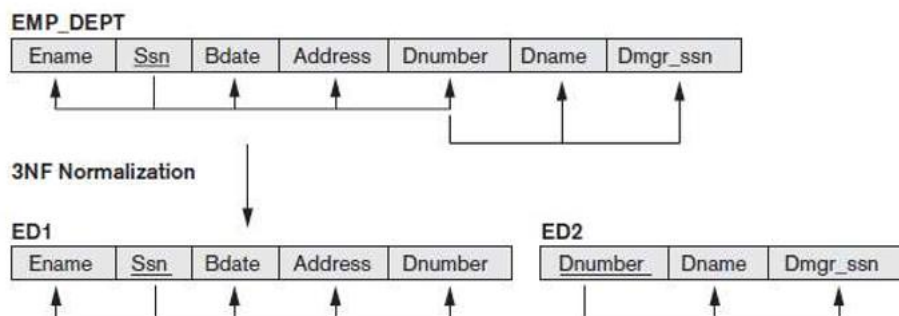 EMP_DEPT
Ename Ssn Bdate Address Dnumber Dname Dmgr_ssn
3NF Normalization
ED1
Ename Ssn Bdate Address Dnumber
ED2
Dnumber Dname Dmgr_ssn